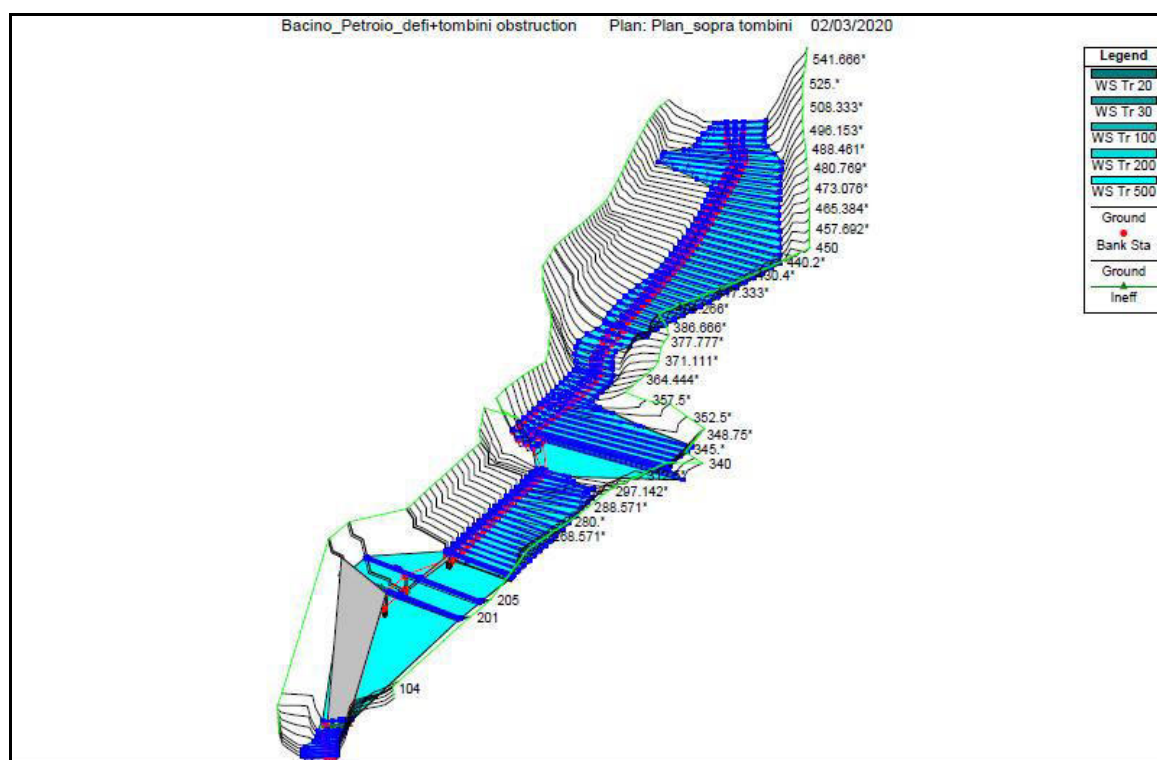 Bacino_Petroio_defi+tombini obstruction Plan: Plan_sopra tombini 02/03/2020
Legend
WS Tr 20
WS Tr 30
WS Tr 100
WS Tr 200
WS Tr 500
Ground
Bank Sta
Ground
Ineff
541.666*
525.*
508.333*
496.153*
488.461*
480.769*
473.076*
465.384*
457.692*
450
440.2*
386.666*
377.777*
371.111*
364.444*
357.5*
352.5*
348.75*
345.*
340
297.142*
288.571*
280.*
268.571*
205
201
104